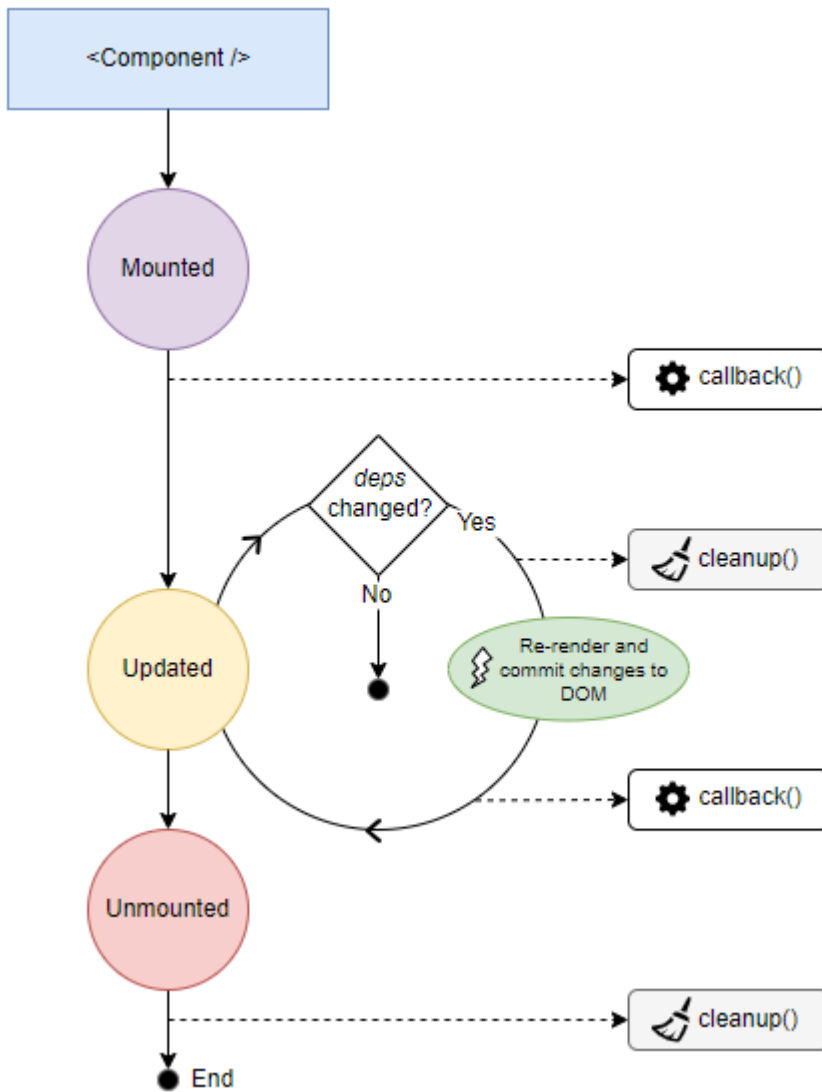 <Component />
Mounted
callback()
deps
changed?
Yes
cleanup()
No
Updated
Re-render and
commit changes to
DOM
callback()
Unmounted
cleanup()
End